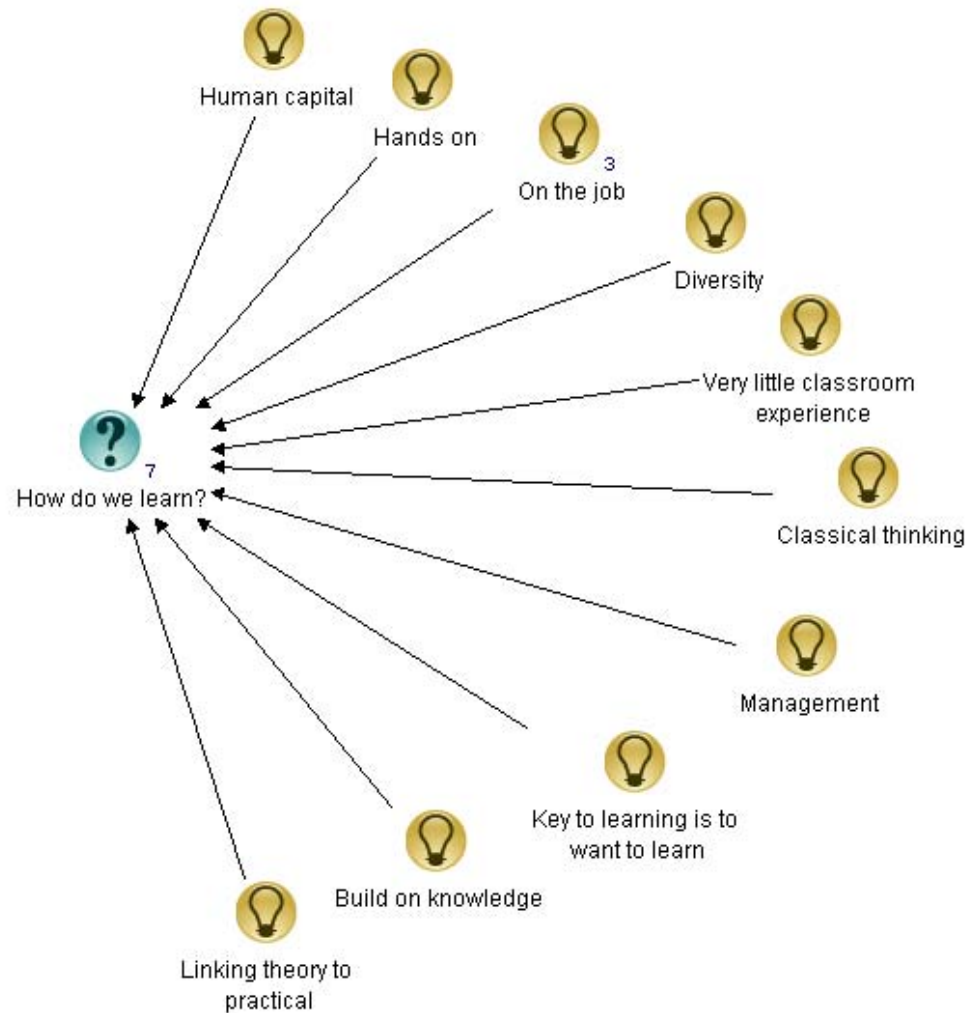 Human capital
Hands on
3
On the job
Diversity
Very little classroom
experience
7
How do we learn?
Classical thinking
Management
Key to learning is to
want to learn
Build on knowledge
Linking theory to
practical